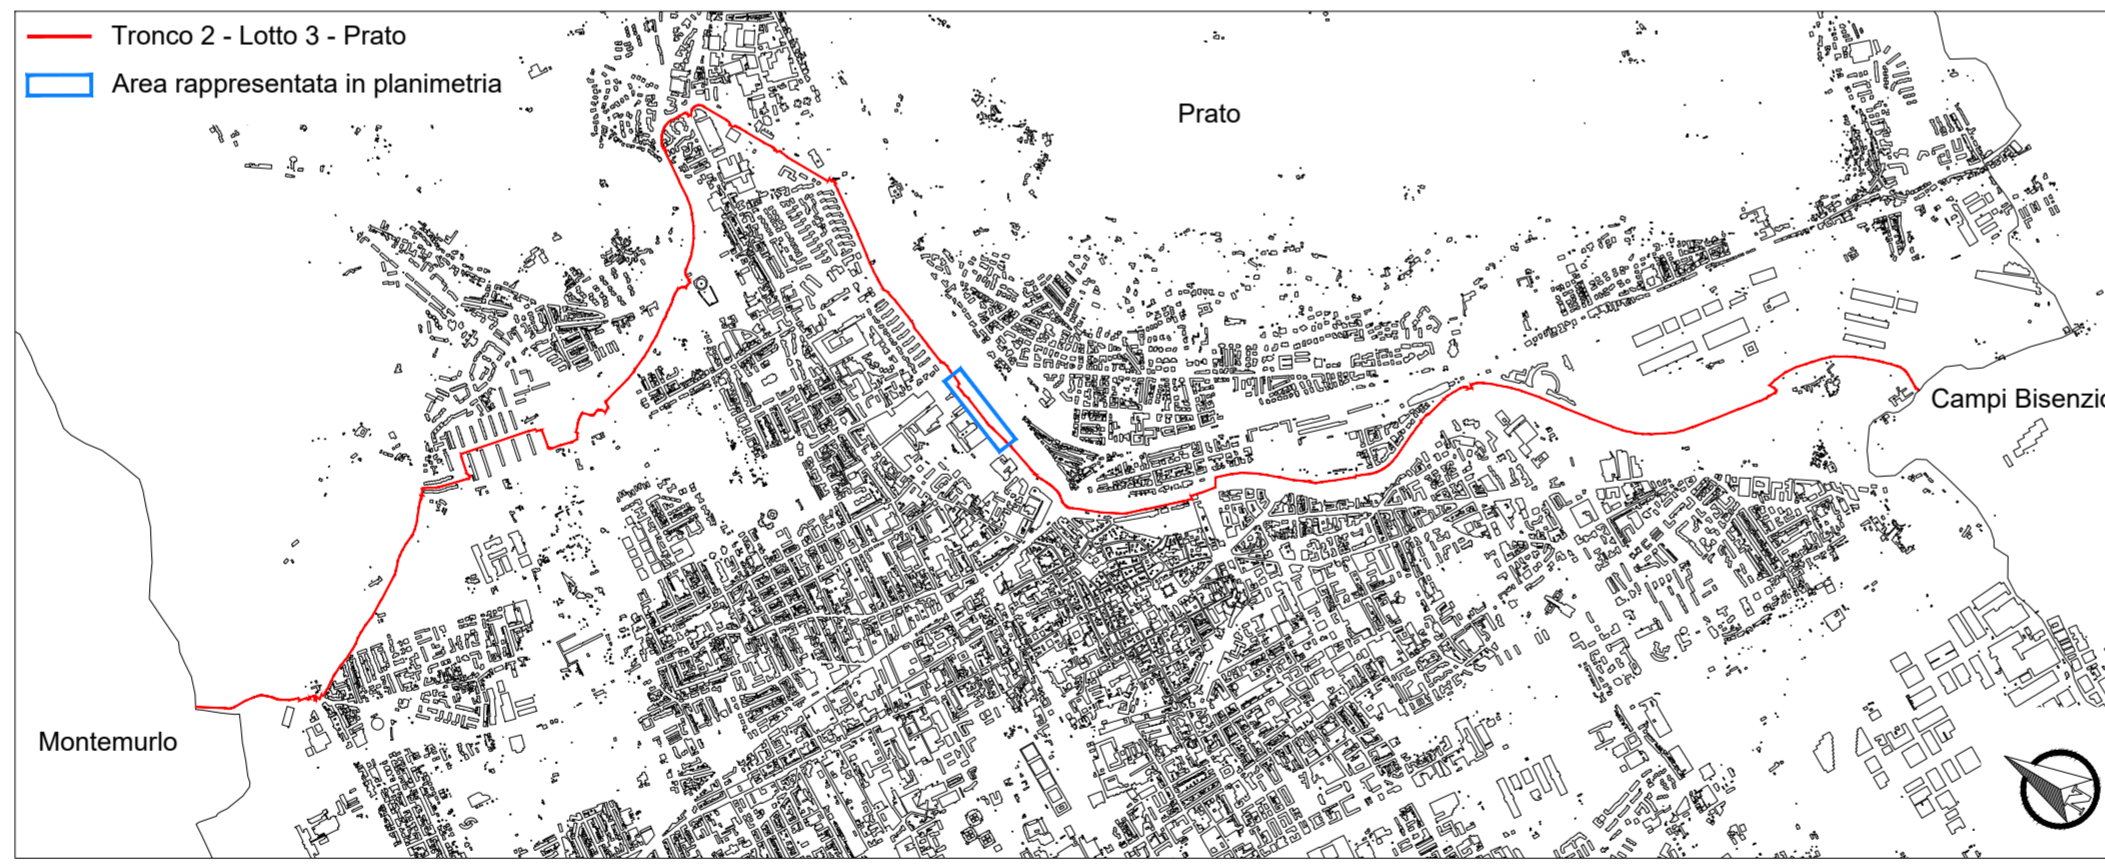 Tronco 2 - Lotto 3 - Prato
Area rappresentata in planimetria
Prato
Campi Bisenzio
Montemurlo